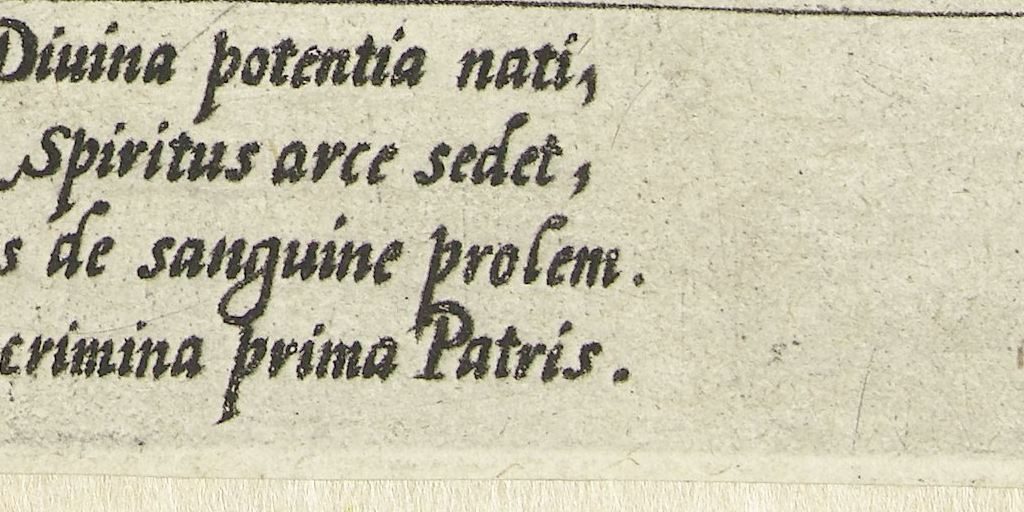 Diuina potentia nati,
Spiritus arce sedet,
s de sanguine prolem.
crimina prima Patris.